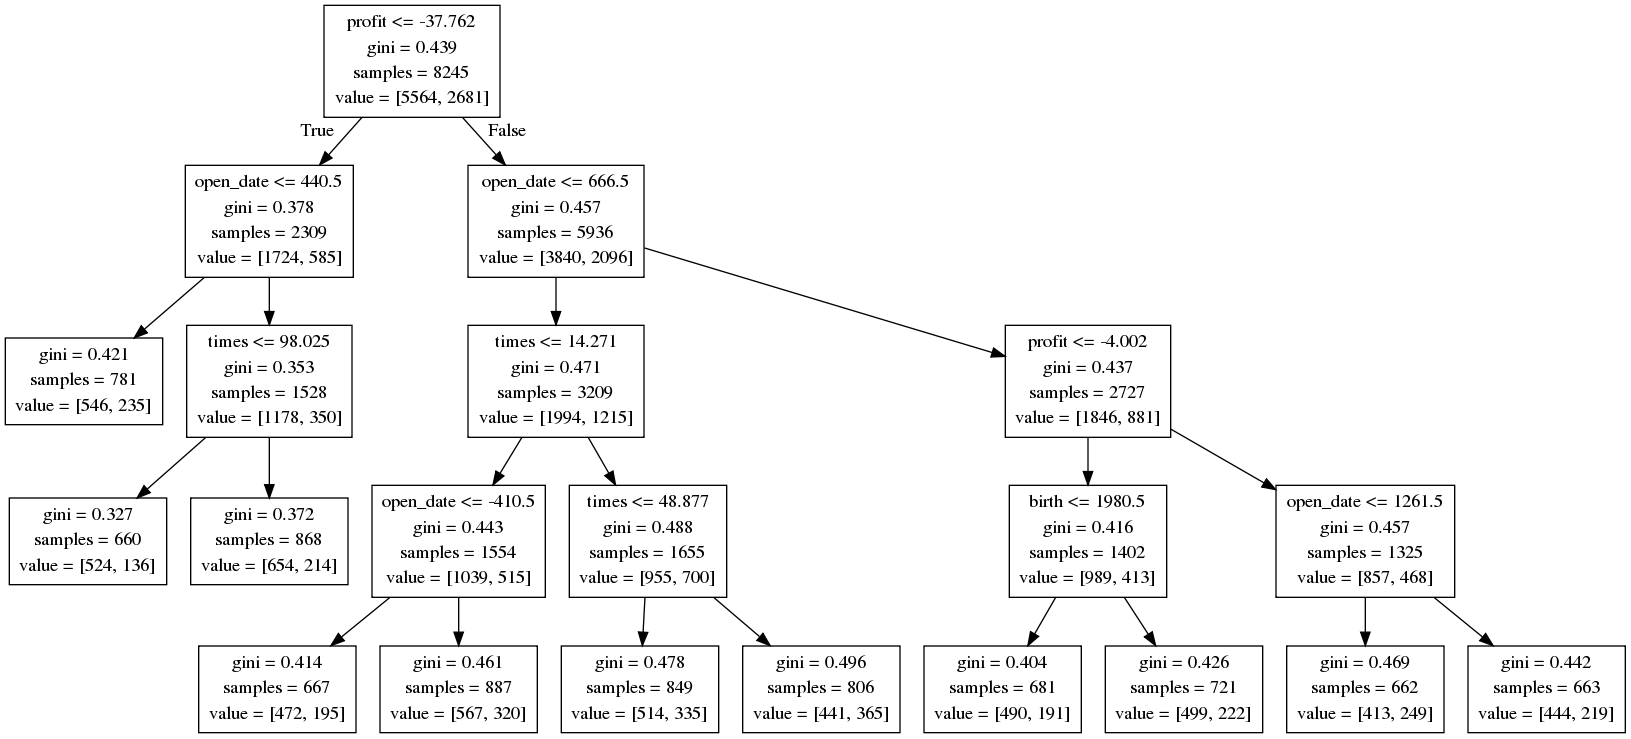 profit <= -37.762
gini = 0.439
samples = 8245
value = [5564, 2681]
True
False
open_date <= 440.5
gini = 0.378
samples = 2309
value = [1724, 585]
open_date <= 666.5
gini = 0.457
samples = 5936
value = [3840, 2096]
gini = 0.421
samples = 781
value = [546, 235]
times <= 98.025
gini = 0.353
samples = 1528
value = [1178, 350]
times <= 14.271
gini = 0.471
samples = 3209
value = [1994, 1215]
profit <= -4.002
gini = 0.437
samples = 2727
value = [1846, 881]
gini = 0.327
samples = 660
value = [524, 136]
gini = 0.372
samples = 868
value = [654, 214]
open_date <= -410.5
gini = 0.443
samples = 1554
value = [1039, 515]
times <= 48.877
gini = 0.488
samples = 1655
value = [955, 700]
birth <= 1980.5
gini = 0.416
samples = 1402
value = [989, 413]
open_date <= 1261.5
gini = 0.457
samples = 1325
value = [857, 468]
gini = 0.414
samples = 667
value = [472, 195]
gini = 0.461
samples = 887
value = [567, 320]
gini = 0.478
samples = 849
value = [514, 335]
gini = 0.496
samples = 806
value = [441, 365]
gini = 0.404
samples = 681
value = [490, 191]
gini = 0.426
samples = 721
value = [499, 222]
gini = 0.469
samples = 662
value = [413, 249]
gini = 0.442
samples = 663
value = [444, 219]